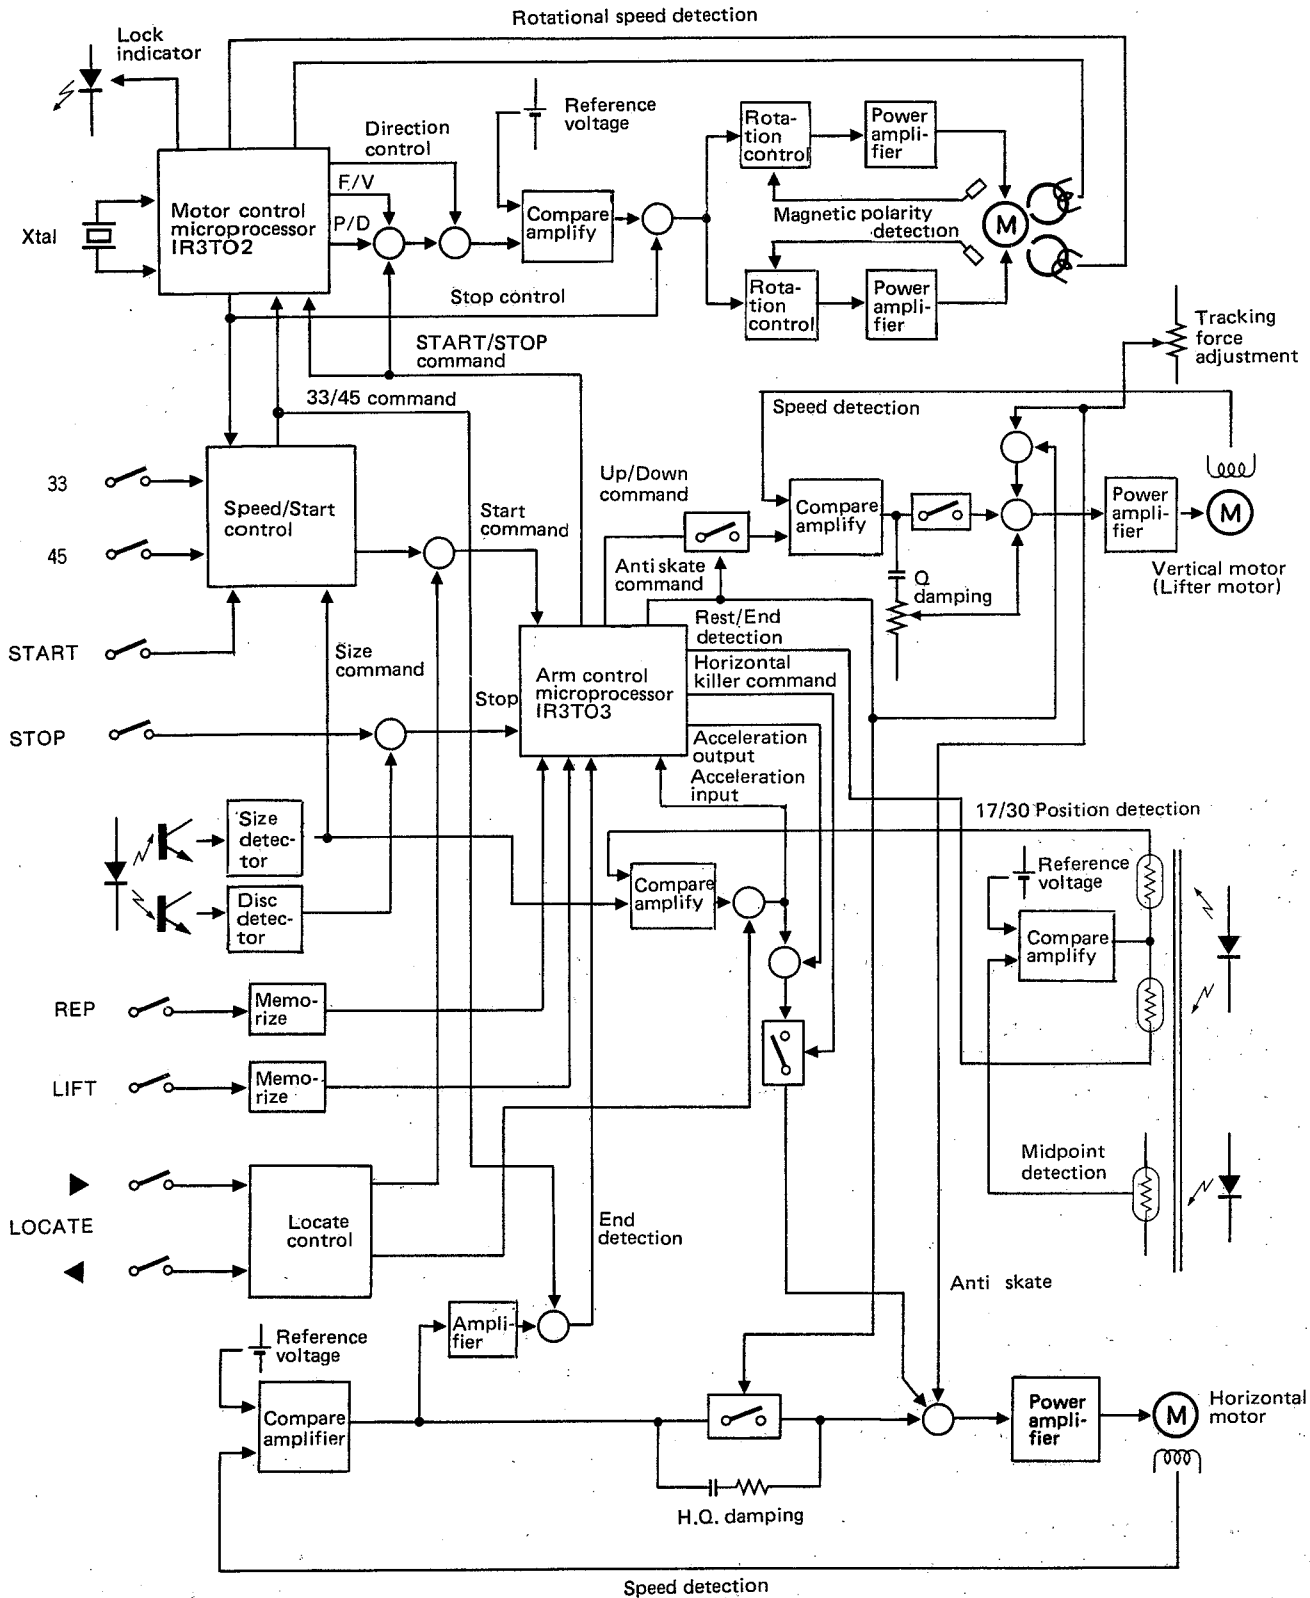 Rotational speed detection
Lock
indicator
Reference
voltage
Direction
control
F/V
P/D
Xtal
Motor control
microprocessor
IR3TO2
Compare
amplify
Rota-
tion
control
Power
ampli-
fier
Magnetic polarity
detection
M
Rota-
tion
control
Power
ampli-
fier
Stop control
START/STOP
command
33/45 command
Tracking
force
adjustment
Speed detection
33
45
Speed/Start
control
Start
command
Up/Down
command
Compare
amplify
Power
ampli-
fier
M
Vertical motor
(Lifter motor)
Antiskate
command
Q
damping
START
Size
command
Rest/End
detection
Horizontal
killer command
Arm control
microprocessor
IR3TO3
Stop
STOP
Acceleration
output
Acceleration
input
17/30 Position detection
Size
detec-
tor
Disc
detec-
tor
Compare
amplify
Reference
voltage
Compare
amplify
REP
Memo-
rize
LIFT
Memo-
rize
Midpoint
detection
LOCATE
Locate
control
End
detection
Anti skate
Ampli-
fier
Reference
voltage
Compare
amplifier
Power
ampli-
fier
M
Horizontal
motor
H.Q. damping
Speed detection